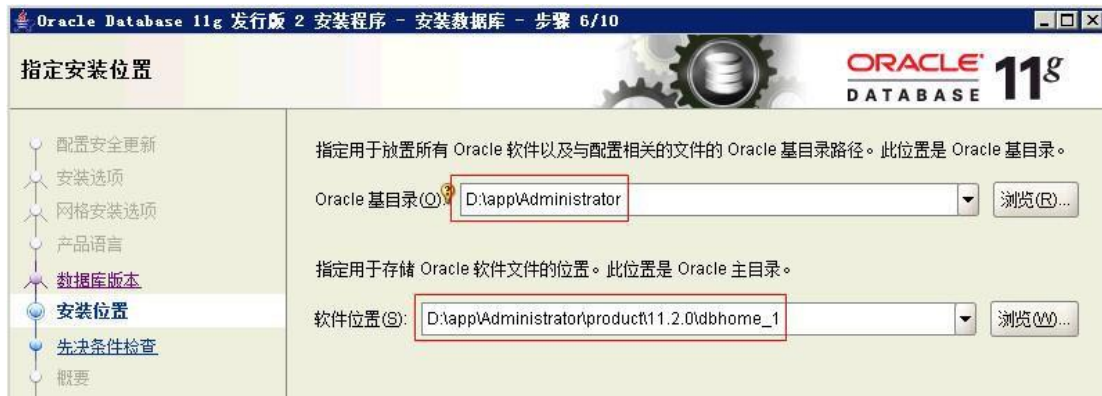 Oracle Database 11g 发行版 2 安装程序 - 安装数据库 - 步骤 6/10
指定安装位置
ORACLE 11g
DATABASE
配置安全更新
安装选项
网格安装选项
产品语言
数据库版本
安装位置
先决条件检查
概要
指定用于放置所有 Oracle 软件以及与配置相关的文件的 Oracle 基目录路径。此位置是 Oracle 基目录。
Oracle 基目录(O): D:\app\Administrator 浏览(R)...
指定用于存储 Oracle 软件文件的位置。此位置是 Oracle 主目录。
软件位置(S): D:\app\Administrator\product\11.2.0\dbhome_1 浏览(W)...